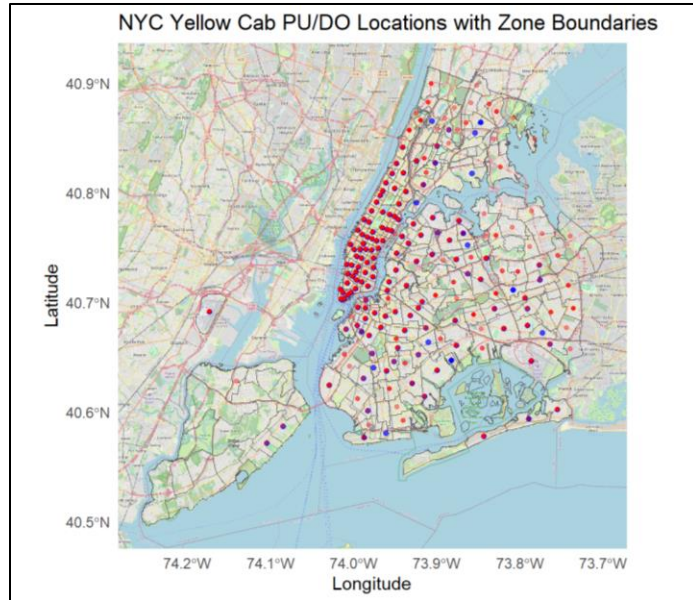 NYC Yellow Cab PU/DO Locations with Zone Boundaries
40.9°N
40.8°N
40.7°N
40.6°N
40.5°N
Latitude
74.2°W 74.1°W 74.0°W 73.9°W 73.8°W 73.7°W
Longitude